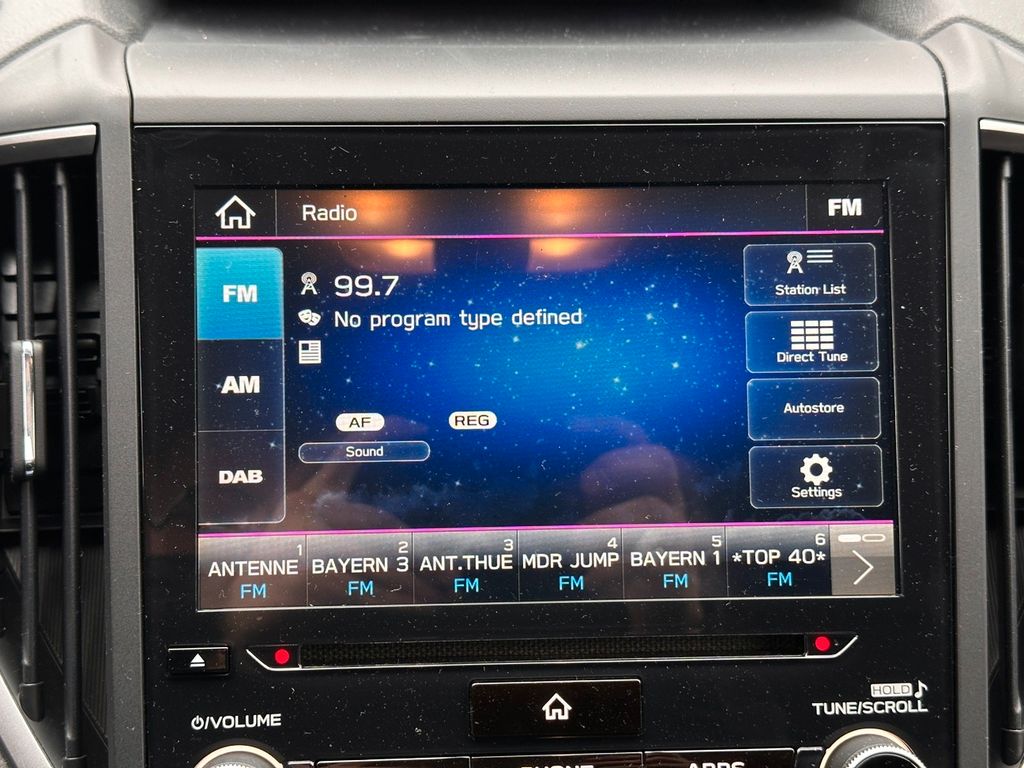 Radio
FM
FM
99.7
Station List
No program type defined
Direct Tune
AM
Autostore
AF
REG
Sound
DAB
Settings
1
ANTENNE
FM
2
BAYERN 3
FM
3
ANT.THUE
FM
4
MDR JUMP
FM
5
BAYERN 1
FM
6
*TOP 40*
FM
HOLD
VOLUME
TUNE/SCROLL
PHONE
APPS